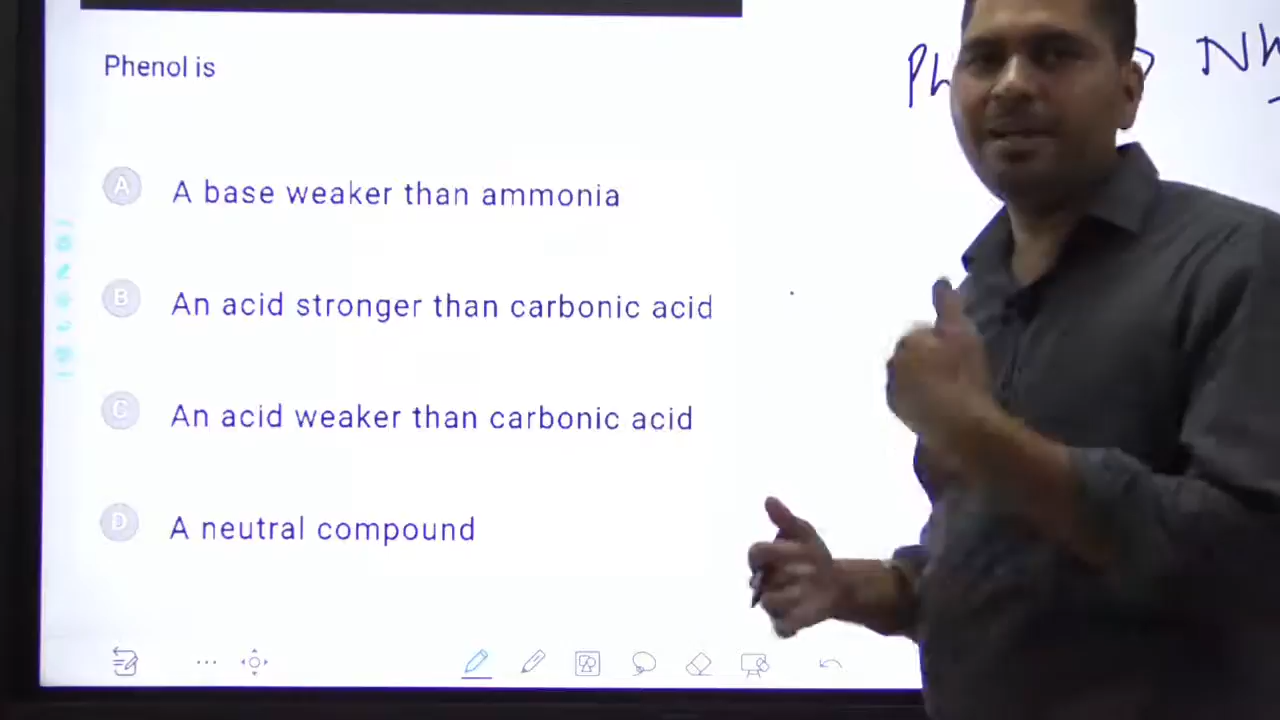 Phenol is
A
A base weaker than ammonia
B
An acid stronger than carbonic acid
C
An acid weaker than carbonic acid
D
A neutral compound